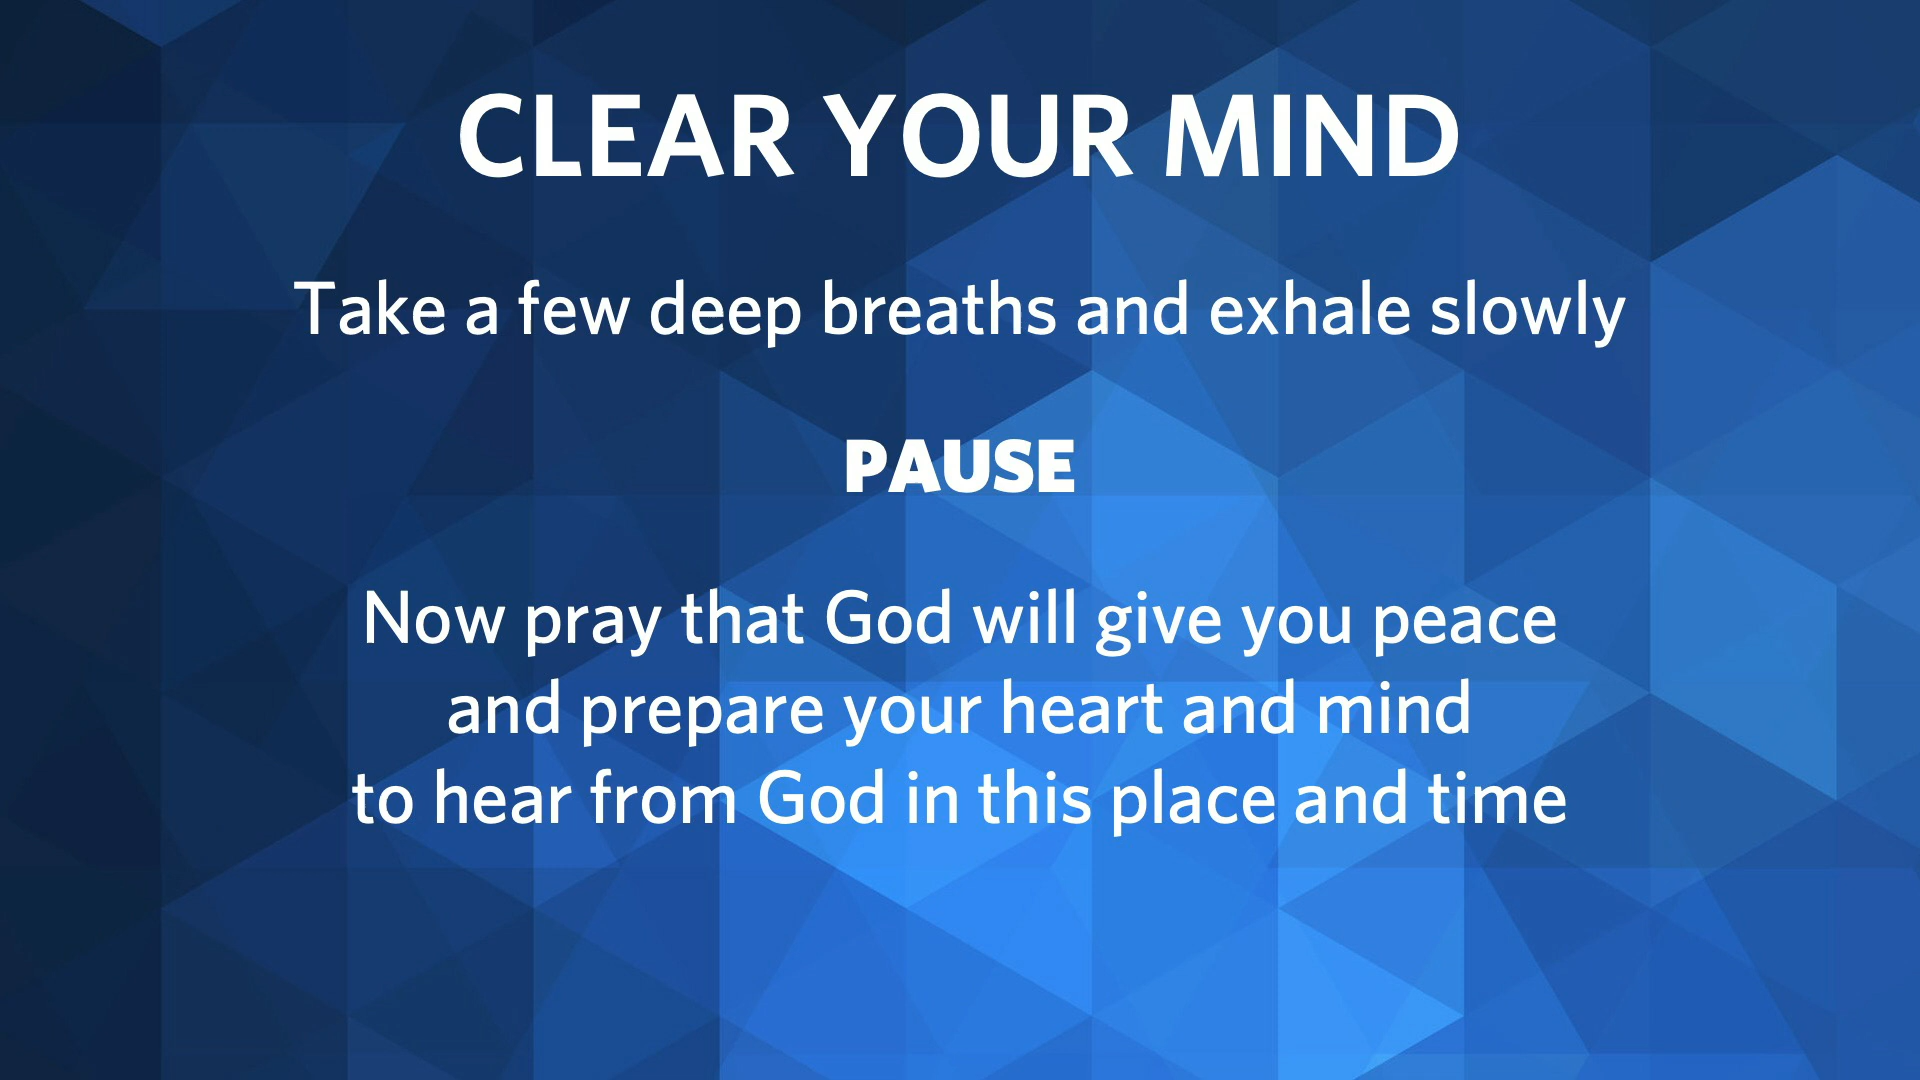 CLEAR YOUR MIND
Take a few deep breaths and exhale slowly
PAUSE
Now pray that God will give you peace
and prepare your heart and mind
to hear from God in this place and time